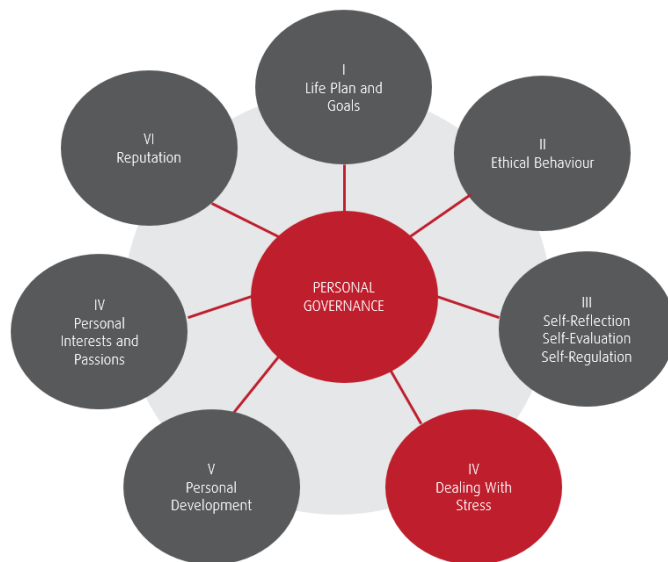 I
Life Plan and
Goals
II
Ethical Behaviour
VI
Reputation
PERSONAL
GOVERNANCE
III
Self-Reflection
Self-Evaluation
Self-Regulation
IV
Personal
Interests and
Passions
V
Personal
Development
IV
Dealing With
Stress